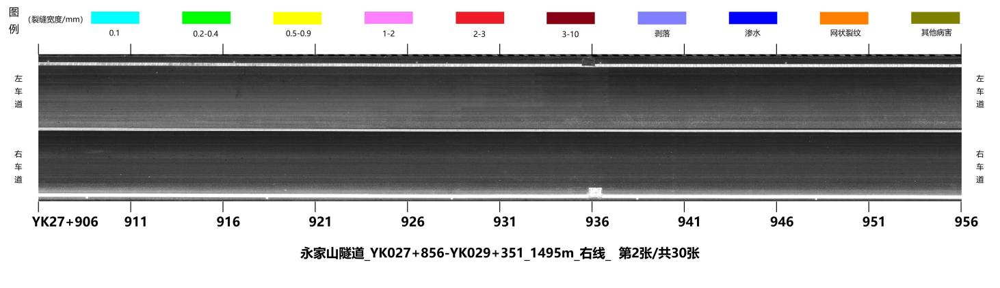 图例
(裂缝宽度/mm)
0.1 0.2-0.4 0.5-0.9 1-2 2-3 3-10 剥落 渗水 网状裂纹 其他病害
左车道 左车道
右车道 右车道
YK27+906 911 916 921 926 931 936 941 946 951 956
永家山隧道_YK027+856-YK029+351_1495m_右线_ 第2张/共30张